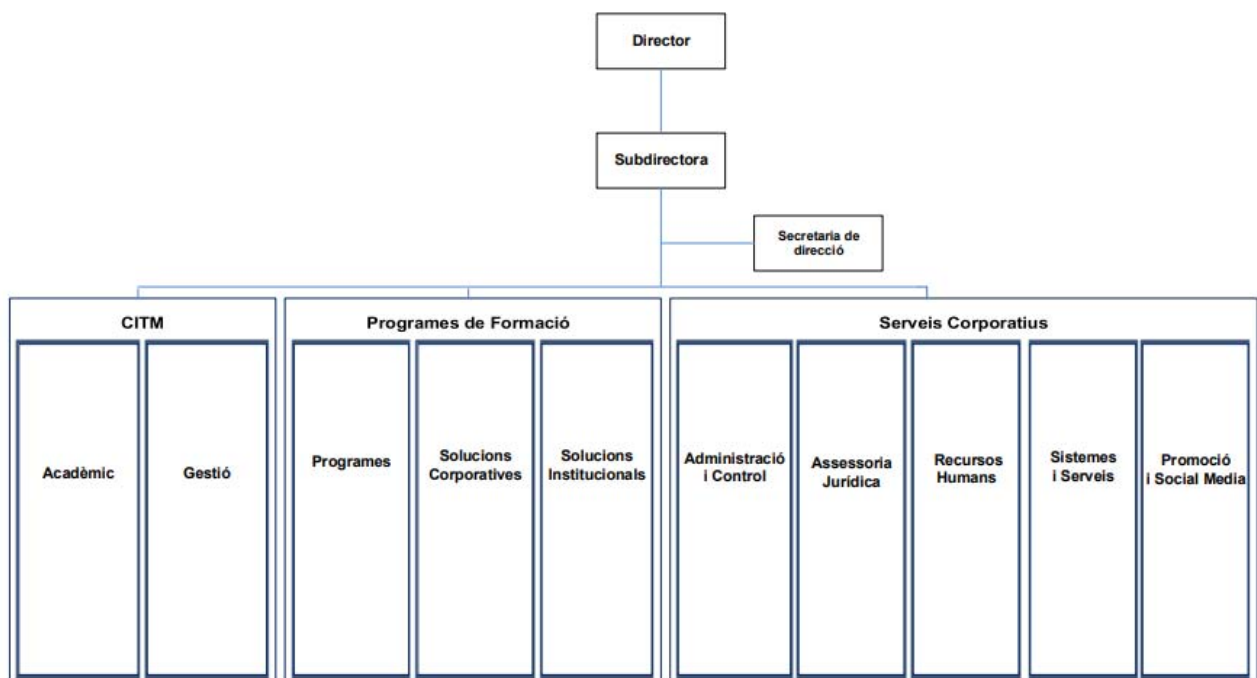 Director
Subdirectora
Secretaria de
direcció
CITM
Programes de Formació
Serveis Corporatius
Acadèmic
Gestió
Programes
Solucions
Corporatives
Solucions
Institucionals
Administració
i Control
Assessoria
Jurídica
Recursos
Humans
Sistemes
i Serveis
Promoció
i Social Media